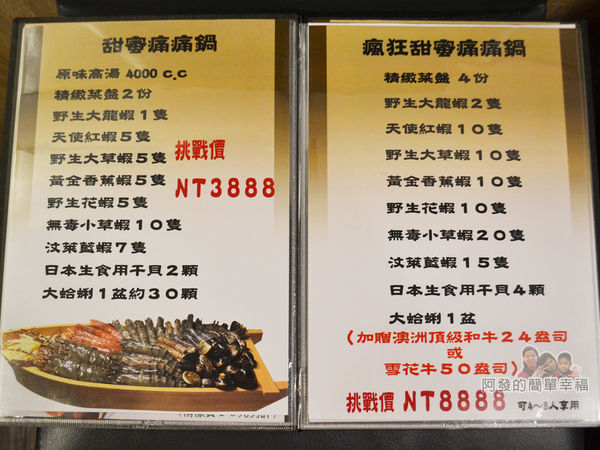 甜蜜痛痛鍋
原味高湯 4000 c.c
精緻菜盤2份
野生大龍蝦1隻
天使紅蝦5隻
野生大草蝦5隻
黃金香蕉蝦5隻
野生花蝦5隻
無毒小草蝦10隻
汶萊藍蝦7隻
日本生食用干貝2顆
大蛤蜊1盆約30顆
挑戰價
NT3888
瘋狂甜蜜痛痛鍋
精緻菜盤 4份
野生大龍蝦2隻
天使紅蝦10隻
野生大草蝦10隻
黃金香蕉蝦10隻
野生花蝦10隻
無毒小草蝦20隻
汶萊藍蝦15隻
日本生食用干貝4顆
大蛤蜊1盆
(加贈澳洲頂級和牛24盎司
或
雪花牛50盎司)
挑戰價 NT8888 可4~8人享用
阿發的簡單幸福